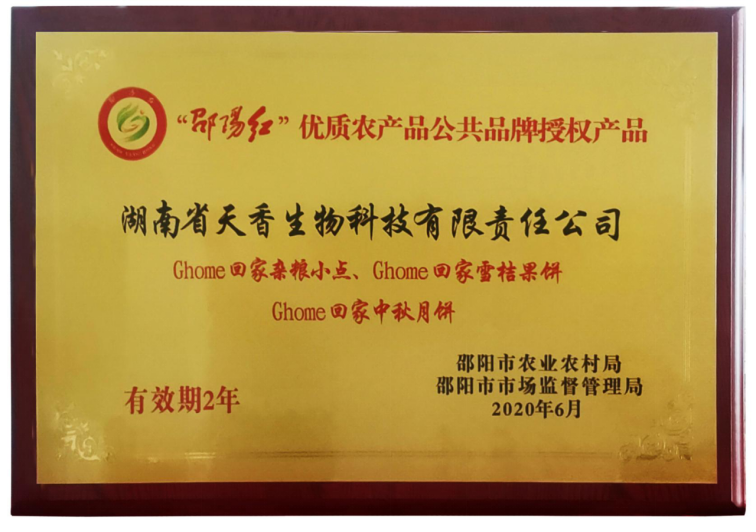 “邵阳红”优质农产品公共品牌授权产品
湖南省天香生物科技有限责任公司
Ghome回家杂粮小点、Ghome回家雪桔果饼
Ghome回家中秋月饼
邵阳市农业农村局
邵阳市市场监督管理局
有效期2年
2020年6月